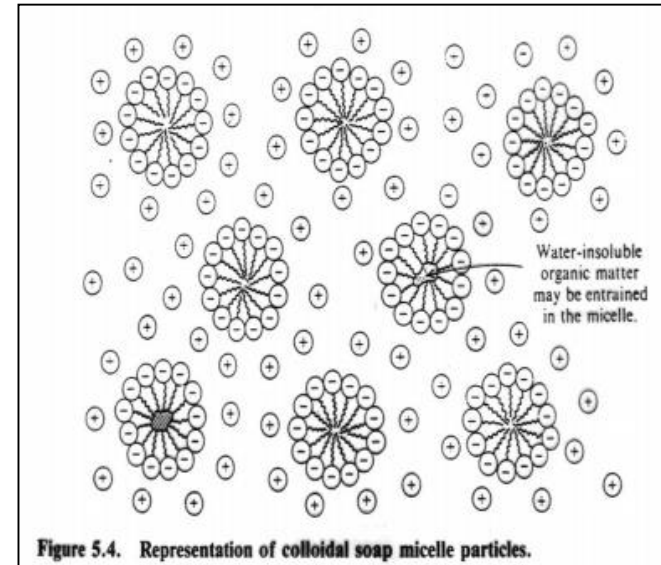 Water-insoluble
organic matter
may be entrained
in the micelle.
Figure 5.4. Representation of colloidal soap micelle particles.